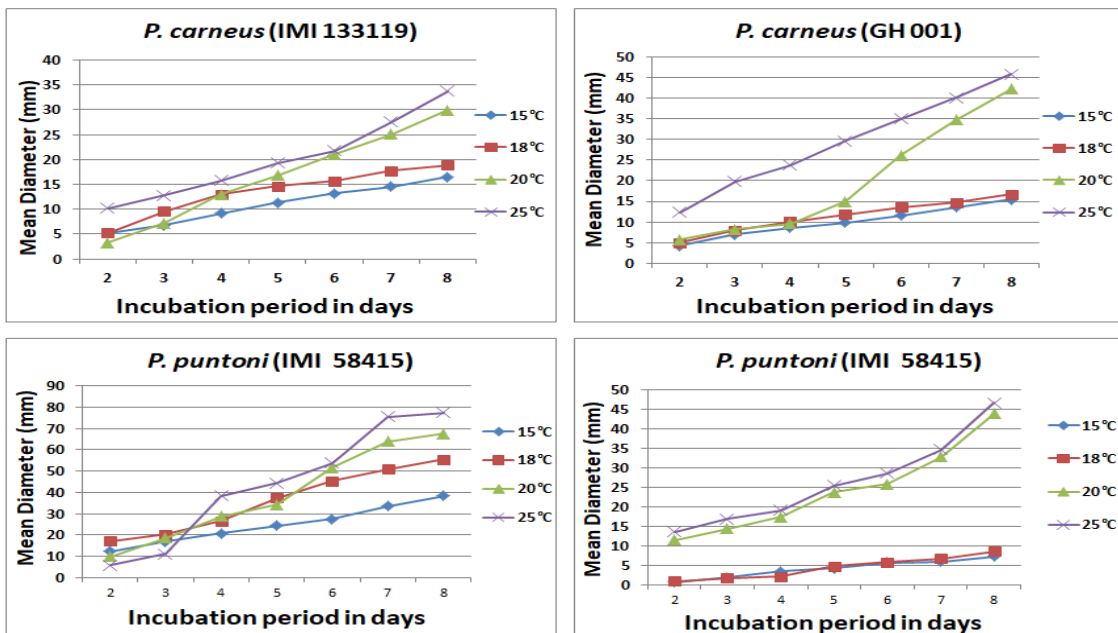 P. carneus (IMI 133119)
Mean Diameter (mm)
40
35
30
25
20
15
10
5
0
2 3 4 5 6 7 8
Incubation period in days
15°C
18°C
20°C
25°C
P. carneus (GH 001)
Mean Diameter (mm)
50
45
40
35
30
25
20
15
10
5
0
2 3 4 5 6 7 8
Incubation period in days
15°C
18°C
20°C
25°C
P. puntoni (IMI 58415)
Mean Diameter (mm)
90
80
70
60
50
40
30
20
10
0
2 3 4 5 6 7 8
Incubation period in days
15°C
18°C
20°C
25°C
P. puntoni (IMI 58415)
Mean Diameter (mm)
50
45
40
35
30
25
20
15
10
5
0
2 3 4 5 6 7 8
Incubation period in days
15°C
18°C
20°C
25°C